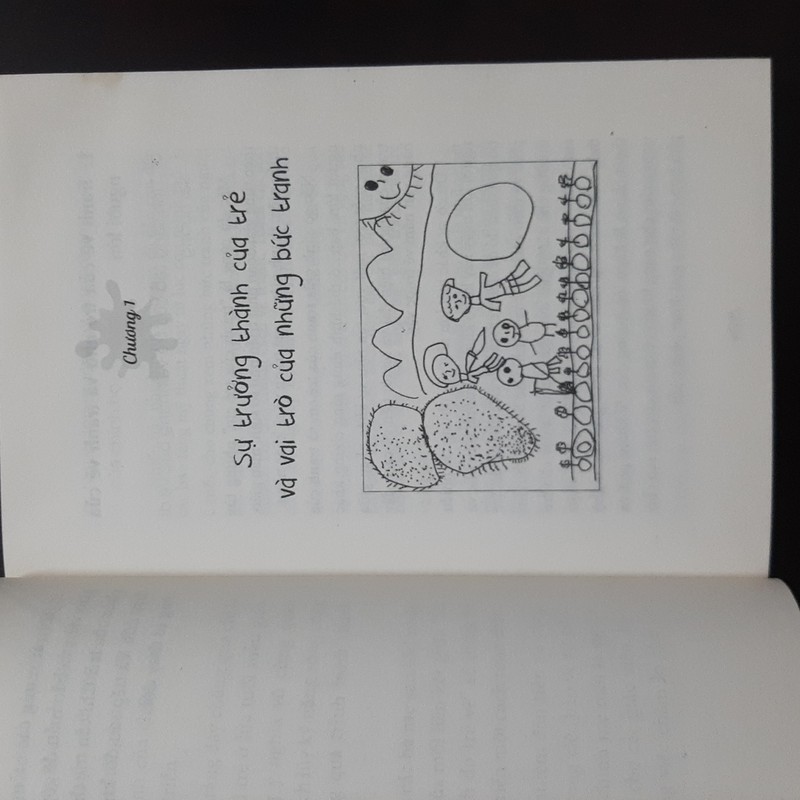 Chương 1
Sự trưởng thành của trẻ
và vai trò của những bức tranh